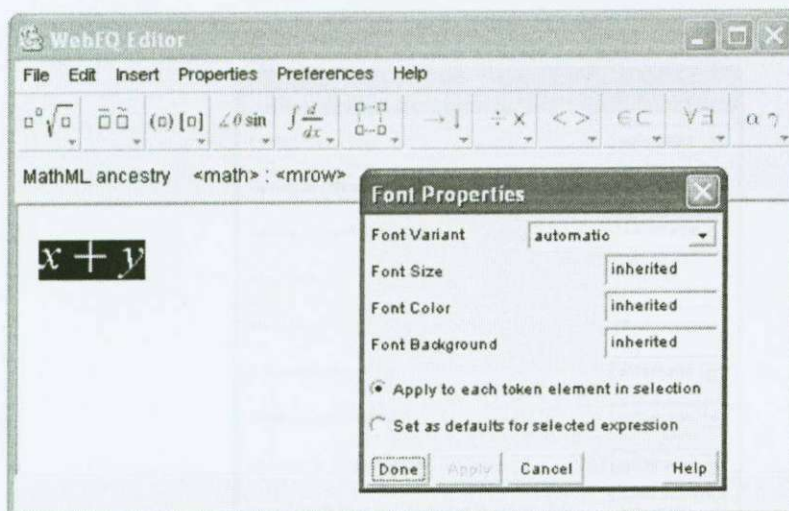 WebEQ Editor
File Edit Insert Properties Preferences Help
□° √□ □̅ □̃ (□) [□] ∠θ sin ∫ d/dx □···□ □···□ → ↓ ÷ × < > ∈ ⊂ ∀∃ α γ
MathML ancestry <math> : <mrow>
x + y
Font Properties
Font Variant automatic
Font Size inherited
Font Color inherited
Font Background inherited
Apply to each token element in selection
Set as defaults for selected expression
Done Apply Cancel Help